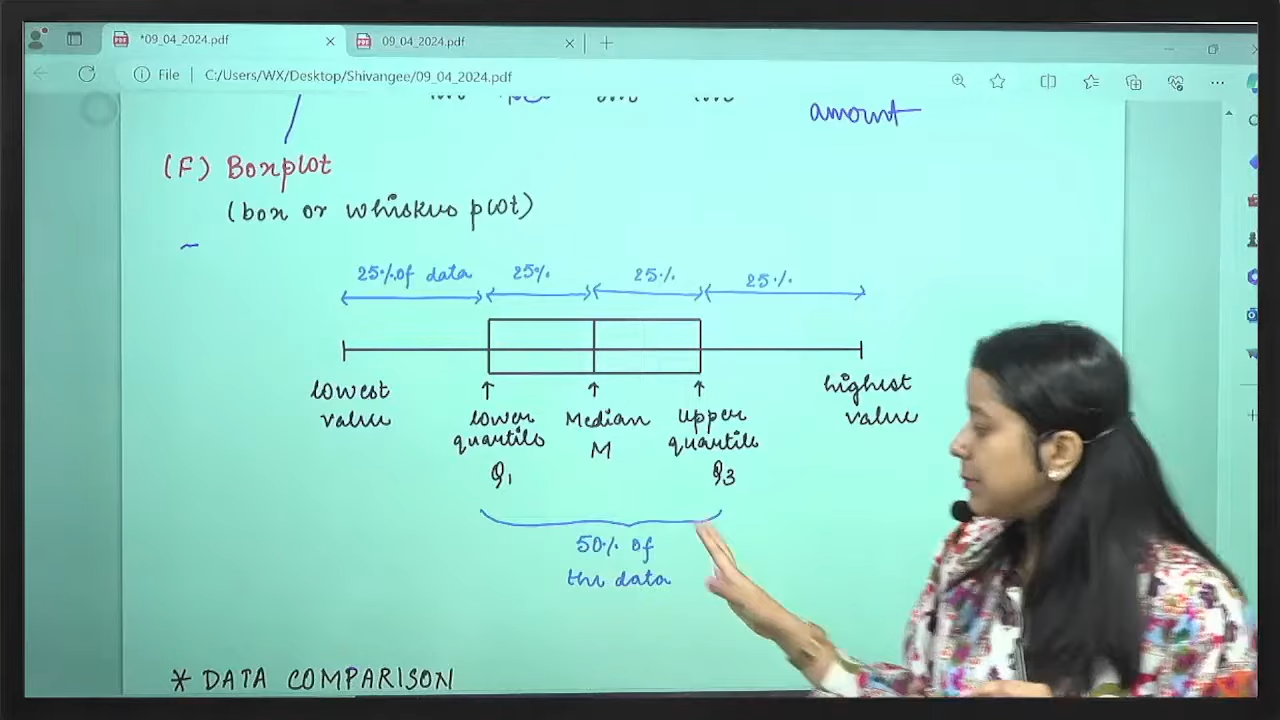 *09_04_2024.pdf
09_04_2024.pdf
File
C:/Users/WX/Desktop/Shivangee/09_04_2024.pdf
amount
(F) Boxplot
(box or whiskers plot)
25% of data 25% 25% 25%
lowest value
lower quartile Q1
Median M
upper quartile Q3
highest value
50% of
the data
* DATA COMPARISON